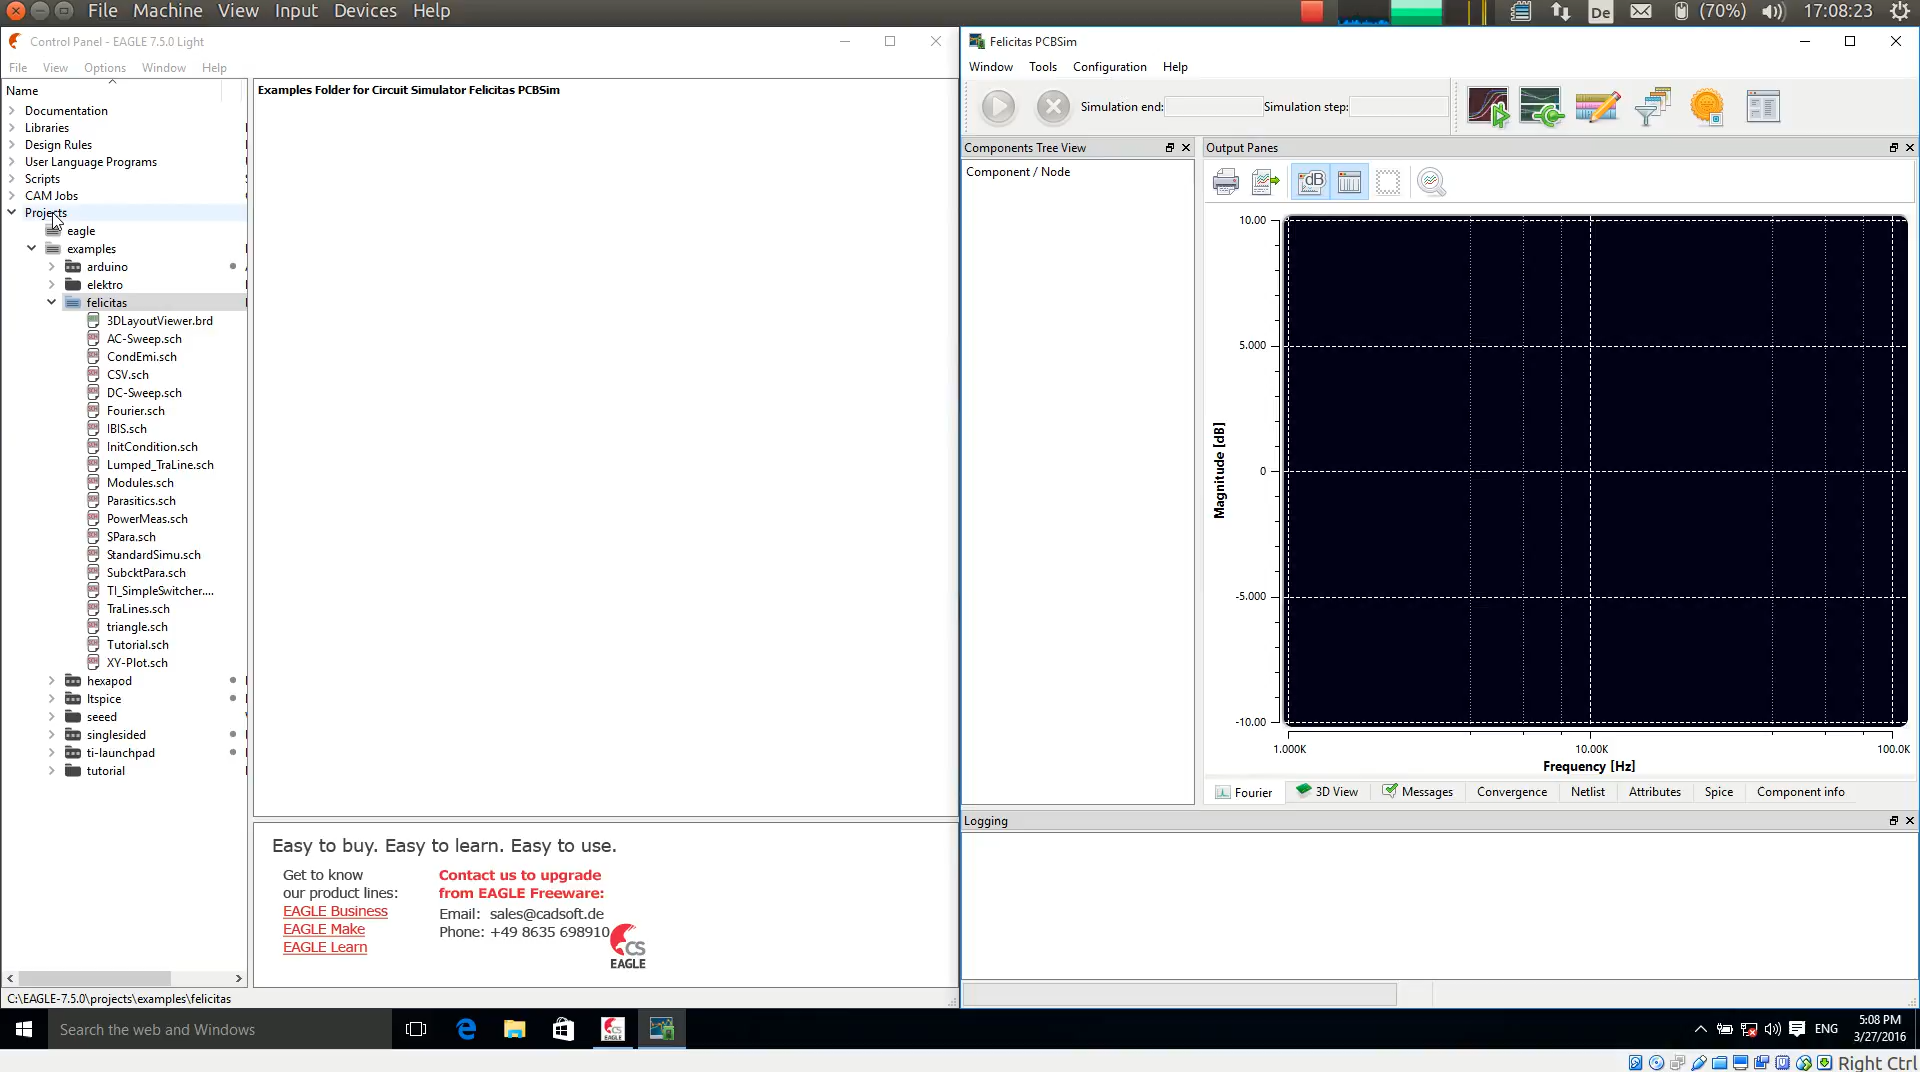 File Machine View Input Devices Help
De (70%) 17:08:23
Control Panel - EAGLE 7.5.0 Light
File View Options Window Help
Name
Documentation
Libraries
Design Rules
User Language Programs
Scripts
CAM Jobs
Projects
eagle
examples
arduino
elektro
felicitas
3DLayoutViewer.brd
AC-Sweep.sch
CondEmi.sch
CSV.sch
DC-Sweep.sch
Fourier.sch
IBIS.sch
InitCondition.sch
Lumped_TraLine.sch
Modules.sch
Parasitics.sch
PowerMeas.sch
SPara.sch
StandardSimu.sch
SubcktPara.sch
TI_SimpleSwitcher....
TraLines.sch
triangle.sch
Tutorial.sch
XY-Plot.sch
hexapod
ltspice
seeed
singlesided
ti-launchpad
tutorial
C:\EAGLE-7.5.0\projects\examples\felicitas
Examples Folder for Circuit Simulator Felicitas PCBSim
Easy to buy. Easy to learn. Easy to use.
Get to know
our product lines:
EAGLE Business
EAGLE Make
EAGLE Learn
Contact us to upgrade
from EAGLE Freeware:
Email: sales@cadsoft.de
Phone: +49 8635 698910
CS
EAGLE
Felicitas PCBSim
Window Tools Configuration Help
Simulation end: Simulation step:
Components Tree View
Component / Node
Output Panes
dB
10.00
5.000
0
-5.000
-10.00
Magnitude [dB]
1.000K 10.00K 100.0K
Frequency [Hz]
Fourier 3D View Messages Convergence Netlist Attributes Spice Component info
Logging
Search the web and Windows
CS
EAGLE
ENG
5:08 PM
3/27/2016
Right Ctrl